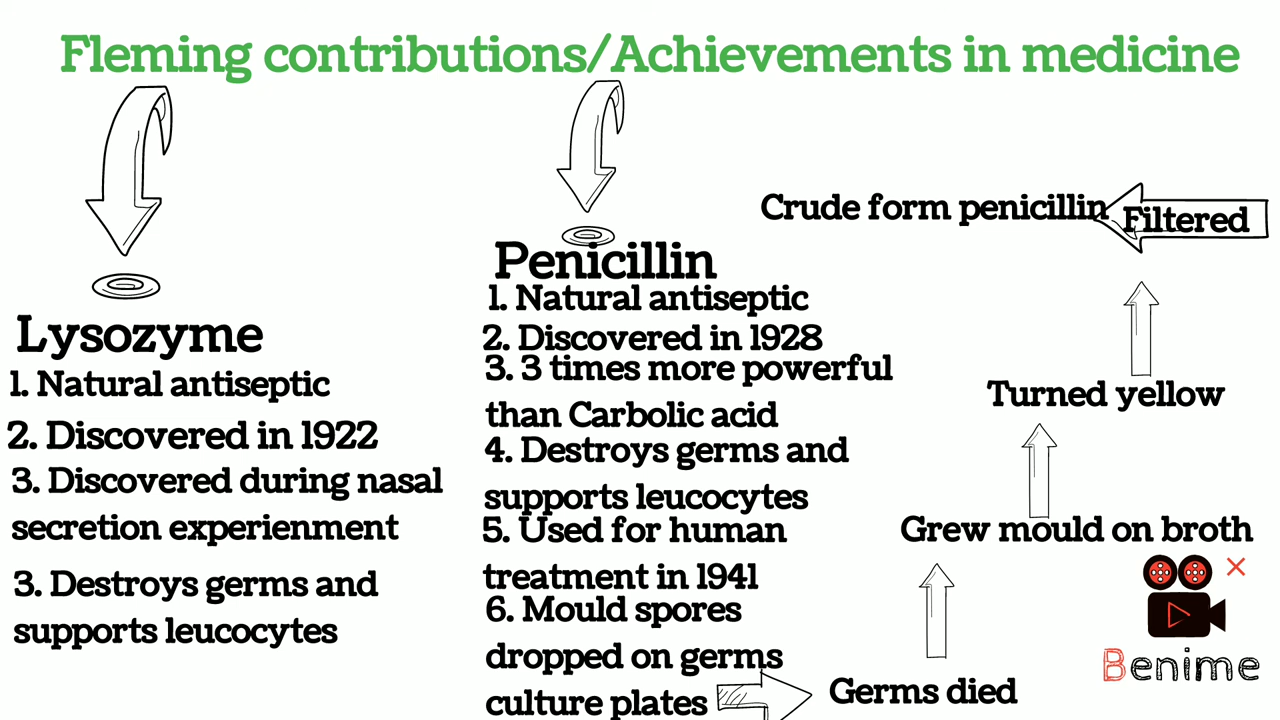 Fleming contributions/Achievements in medicine
Lysozyme
1. Natural antiseptic
2. Discovered in 1922
3. Discovered during nasal
secretion experienment
3. Destroys germs and
supports leucocytes
Penicillin
1. Natural antiseptic
2. Discovered in 1928
3. 3 times more powerful
than Carbolic acid
4. Destroys germs and
supports leucocytes
5. Used for human
treatment in 1941
6. Mould spores
dropped on germs
culture plates
Germs died
Grew mould on broth
Turned yellow
Filtered
Crude form penicillin
Benime